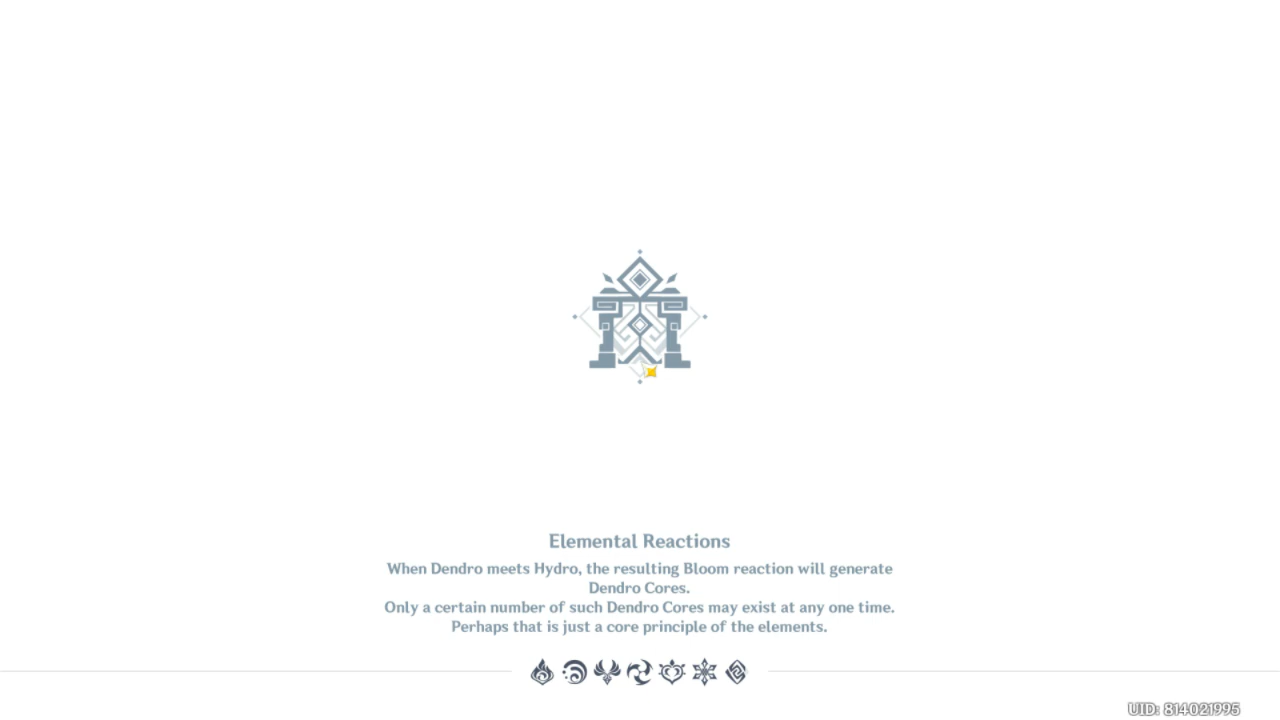 Elemental Reactions
When Dendro meets Hydro, the resulting Bloom reaction will generate
Dendro Cores.
Only a certain number of such Dendro Cores may exist at any one time.
Perhaps that is just a core principle of the elements.
UID: 814021995